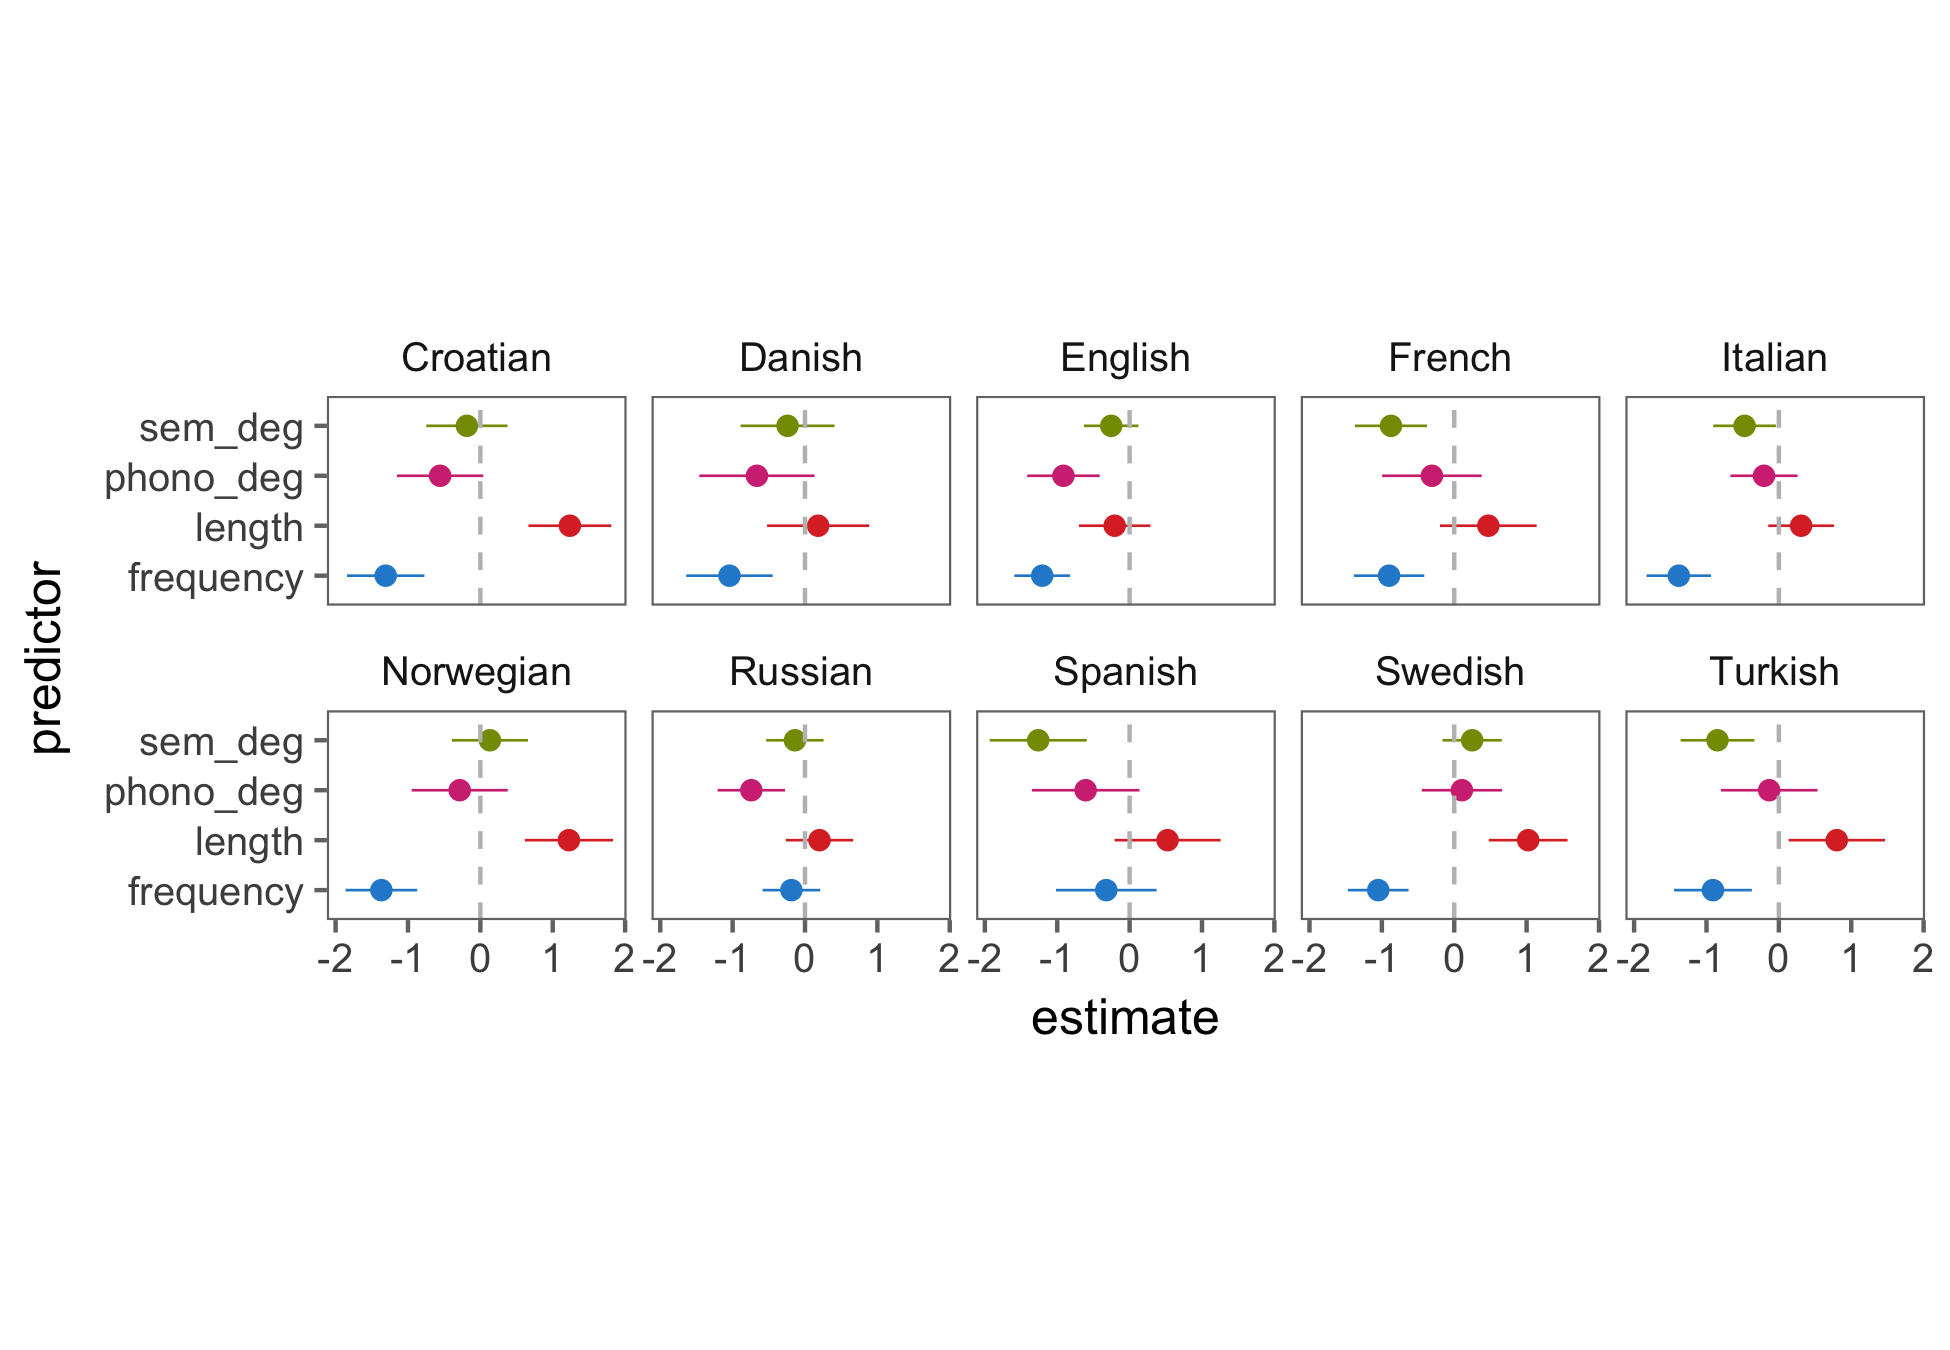 Croatian Danish English French Italian
sem_deg
phono_deg
length
frequency
Norwegian Russian Spanish Swedish Turkish
sem_deg
phono_deg
length
frequency
-2 -1 0 1 2 -2 -1 0 1 2 -2 -1 0 1 2 -2 -1 0 1 2 -2 -1 0 1 2
estimate
predictor